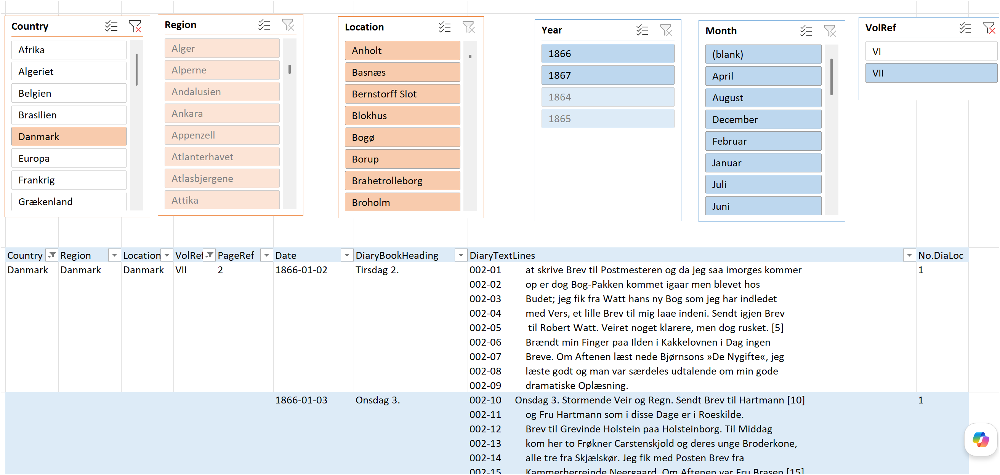 Country
Afrika
Algeriet
Belgien
Brasilien
Danmark
Europa
Frankrig
Grækenland
Region
Alger
Alperne
Andalusien
Ankara
Appenzell
Atlanterhavet
Atlasbjergene
Attika
Location
Anholt
Basnæs
Bernstorff Slot
Blokhus
Bogø
Borup
Brahetrolleborg
Broholm
Year
1866
1867
1864
1865
Month
(blank)
April
August
December
Februar
Januar
Juli
Juni
VolRef
VI
VII
Country Region Location VolRef PageRef Date DiaryBookHeading DiaryTextLines No.DiaLoc
Danmark Danmark Danmark VII 2 1866-01-02 Tirsdag 2. 002-01 at skrive Brev til Postmesteren og da jeg saa imorges kommer 1
002-02 op er dog Bog-Pakken kommet igaar men blevet hos
002-03 Budet; jeg fik fra Watt hans ny Bog som jeg har indledet
002-04 med Vers, et lille Brev til mig laae indeni. Sendt igjen Brev
002-05 til Robert Watt. Veiret noget klarere, men dog rusket. [5]
002-06 Brændt min Finger paa Ilden i Kakkelovnen i Dag ingen
002-07 Breve. Om Aftenen læst nede Bjørnsons »De Nygifte«, jeg
002-08 læste godt og man var særdeles udtalende om min gode
002-09 dramatiske Oplæsning.
1866-01-03 Onsdag 3. 002-10 Onsdag 3. Stormende Veir og Regn. Sendt Brev til Hartmann [10] 1
002-11 og Fru Hartmann som i disse Dage er i Roeskilde.
002-12 Brev til Grevinde Holstein paa Holsteinborg. Til Middag
002-13 kom her to Frøkner Carstenskjold og deres unge Broderkone,
002-14 alle tre fra Skjælskør. Jeg fik med Posten Brev fra
002-15 Kammerherreinde Neergaard. Om Aftenen var Fru Brasen [15]